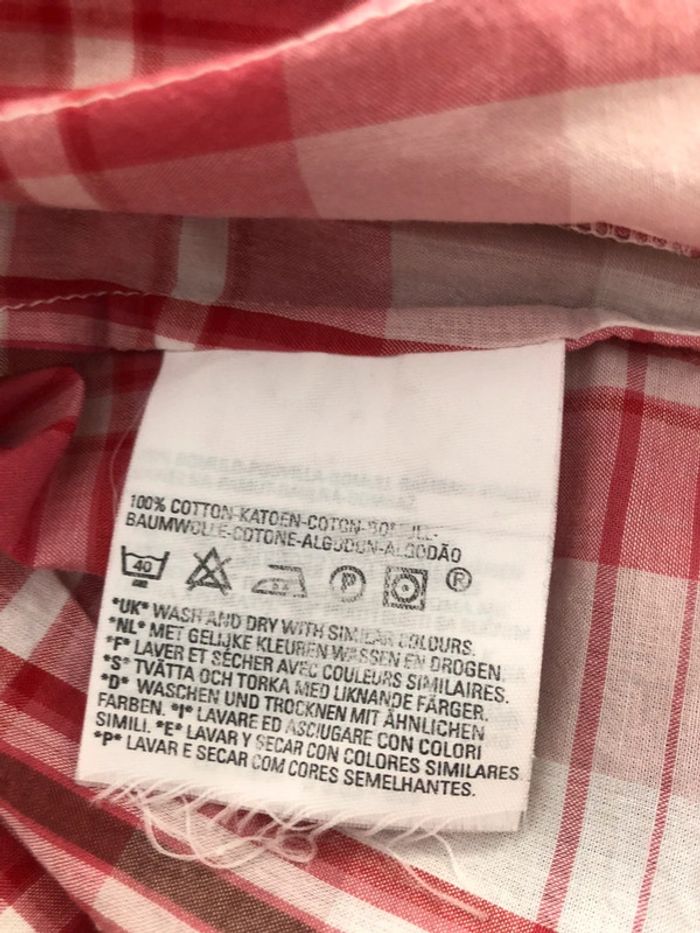 100% COTTON-KATOEN-COTON-BOMULL-
BAUMWOLLE-COTONE-ALGODON-ALGODÃO
40 P ®
*UK* WASH AND DRY WITH SIMILAR COLOURS.
*NL* MET GELIJKE KLEUREN WASSEN EN DROGEN.
*F* LAVER ET SÉCHER AVEC COULEURS SIMILAIRES.
*S* TVÄTTA OCH TORKA MED LIKNANDE FÄRGER.
*D* WASCHEN UND TROCKNEN MIT ÄHNLICHEN
FARBEN. *I* LAVARE ED ASCIUGARE CON COLORI
SIMILI. *E* LAVAR Y SECAR CON COLORES SIMILARES
*P* LAVAR E SECAR COM CORES SEMELHANTES.